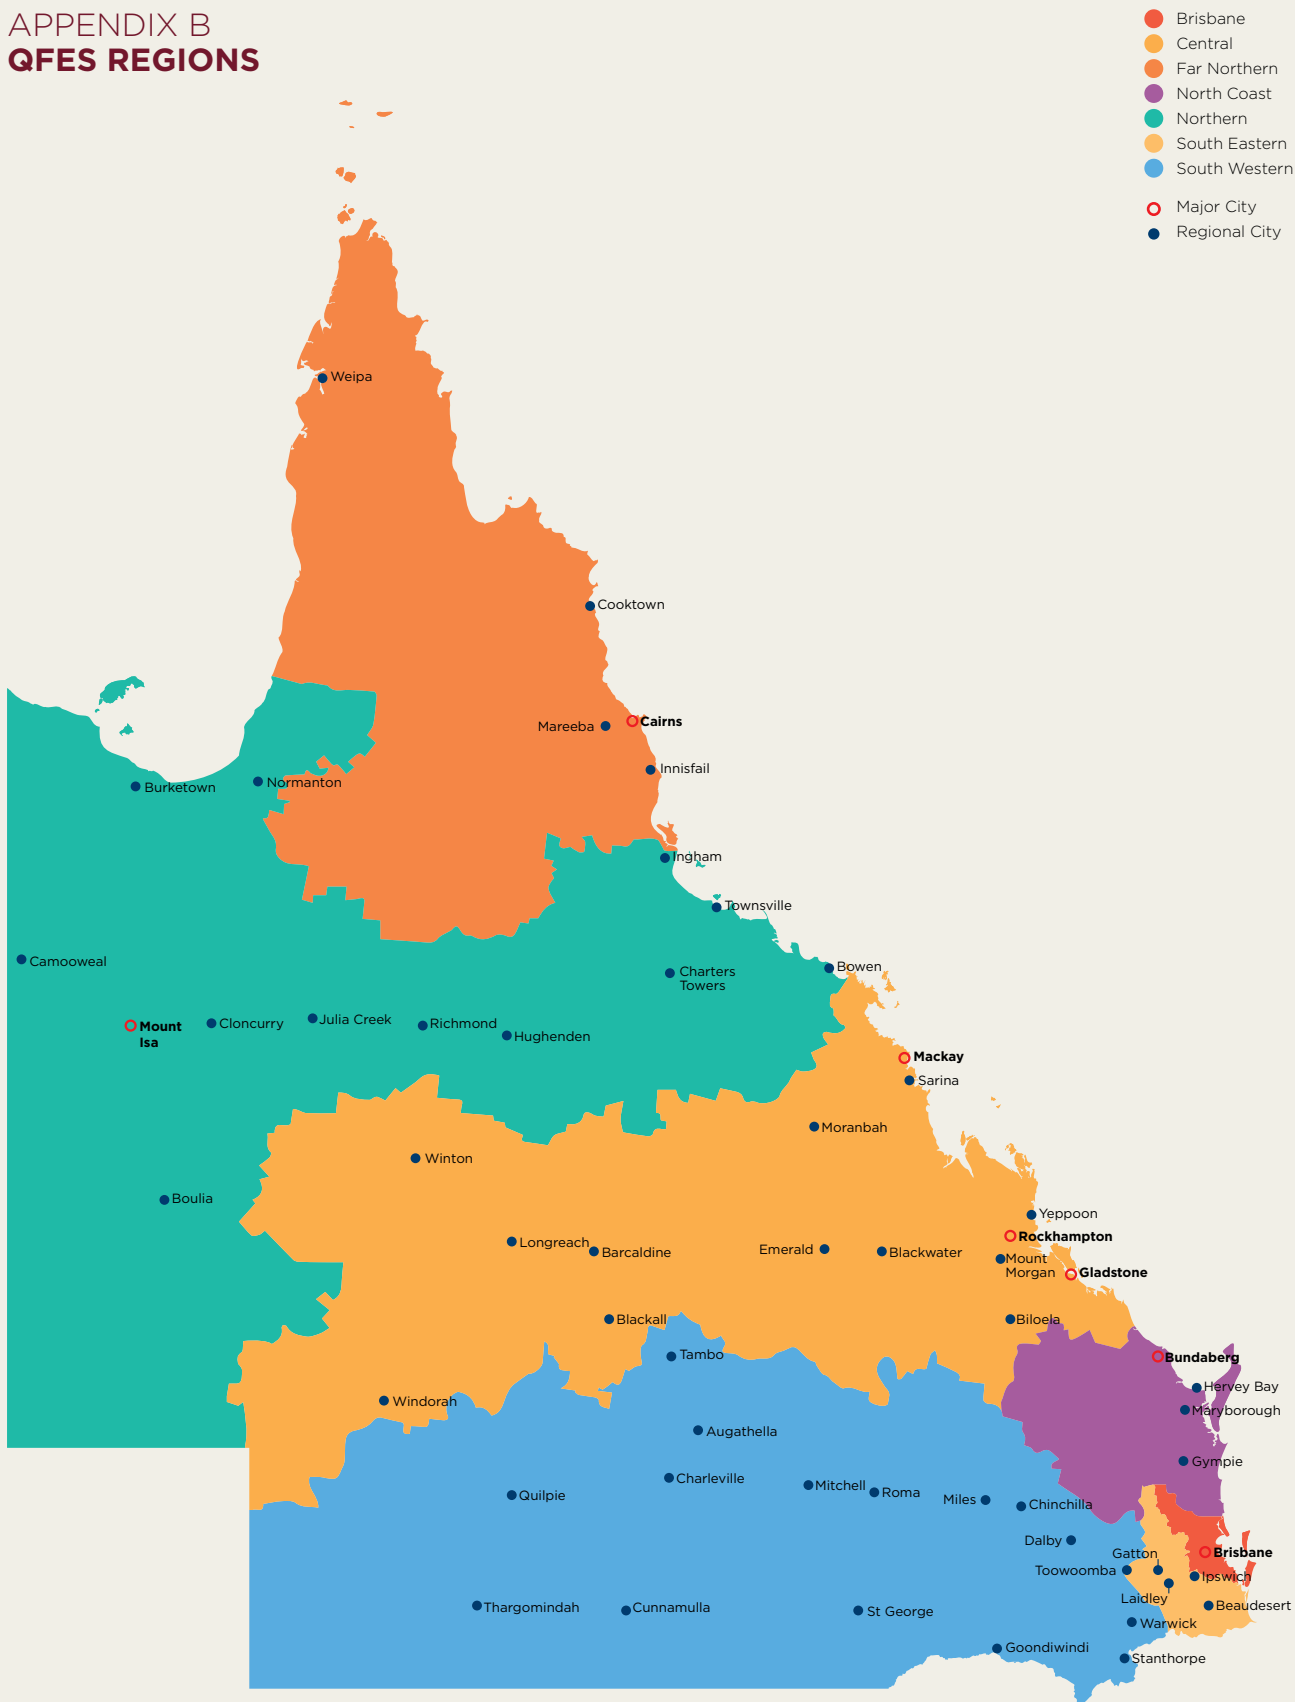 APPENDIX B
QFES REGIONS
Brisbane
Central
Far Northern
North Coast
Northern
South Eastern
South Western
Major City
Regional City
Weipa
Cooktown
Mareeba
Cairns
Innisfail
Burketown
Normanton
Ingham
Townsville
Camooweal
Charters
Towers
Bowen
Mount
Isa
Cloncurry
Julia Creek
Richmond
Hughenden
Mackay
Sarina
Moranbah
Winton
Boulia
Yeppoon
Rockhampton
Longreach
Barcaldine
Emerald
Blackwater
Mount
Morgan
Gladstone
Blackall
Biloela
Tambo
Bundaberg
Hervey Bay
Windorah
Maryborough
Augathella
Gympie
Charleville
Mitchell
Roma
Quilpie
Miles
Chinchilla
Dalby
Gatton
Brisbane
Toowoomba
Ipswich
Laidley
Thargomindah
Cunnamulla
St George
Beaudesert
Warwick
Goondiwindi
Stanthorpe